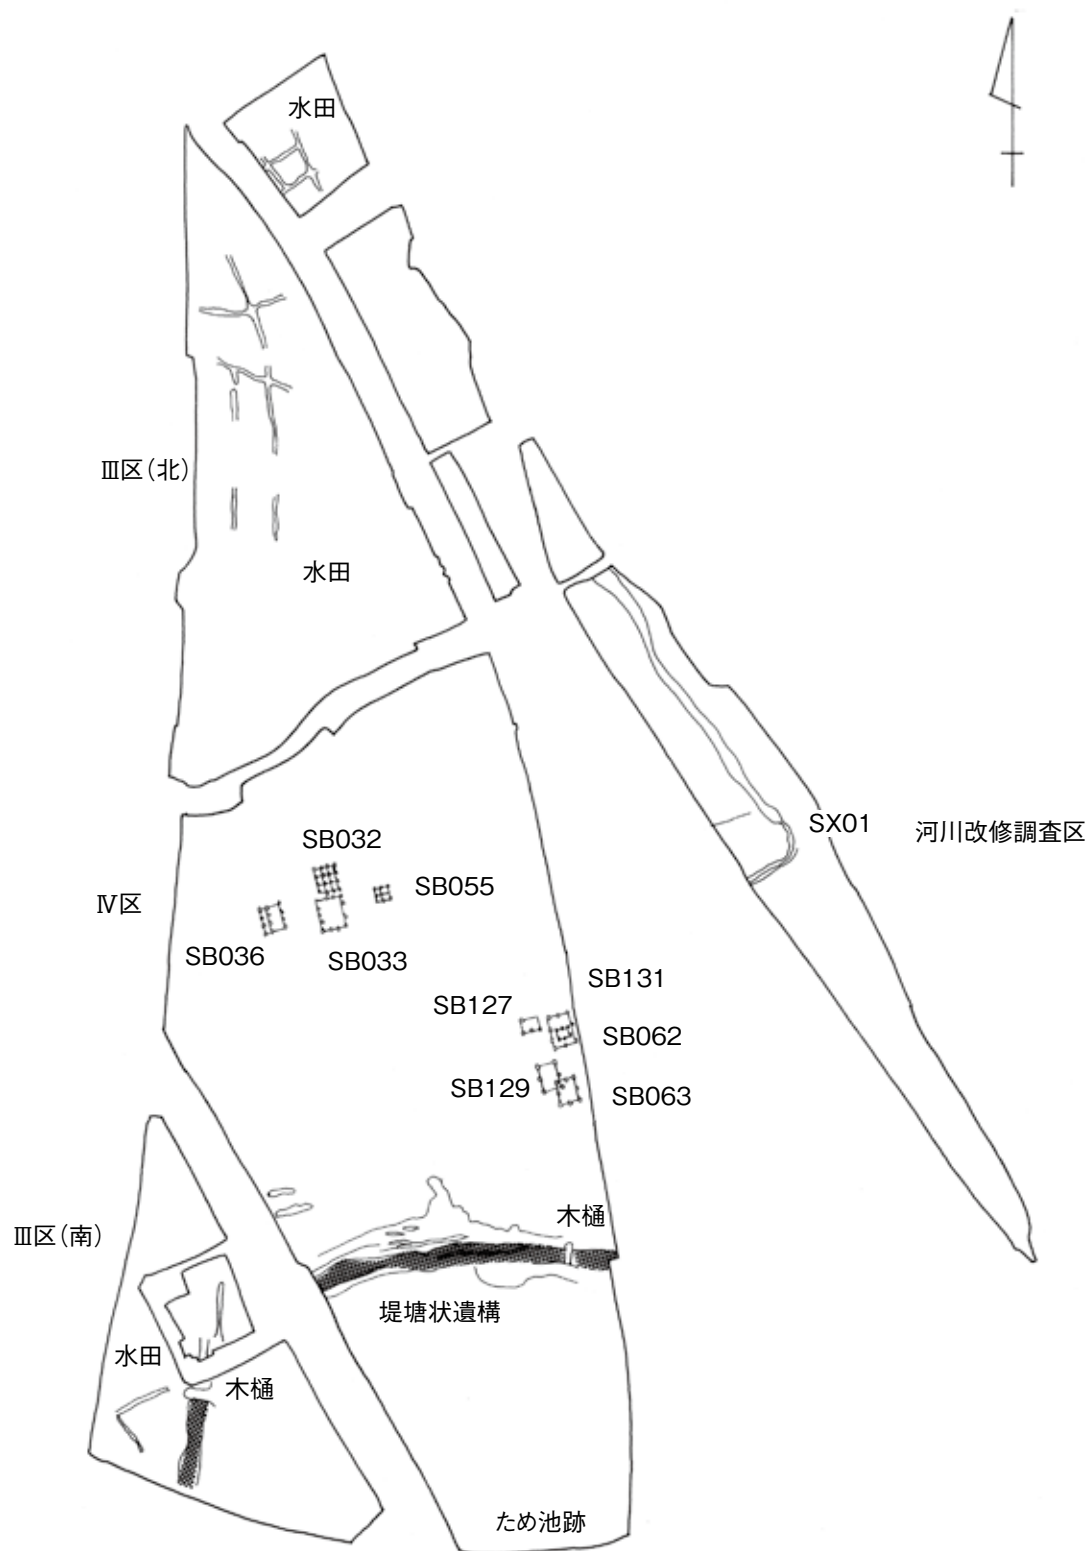 水田
Ⅲ区（北）
水田
SX01
河川改修調査区
SB032
SB055
Ⅳ区
SB036
SB033
SB131
SB127
SB062
SB129
SB063
木樋
Ⅲ区（南）
堤塘状遺構
水田
木樋
ため池跡